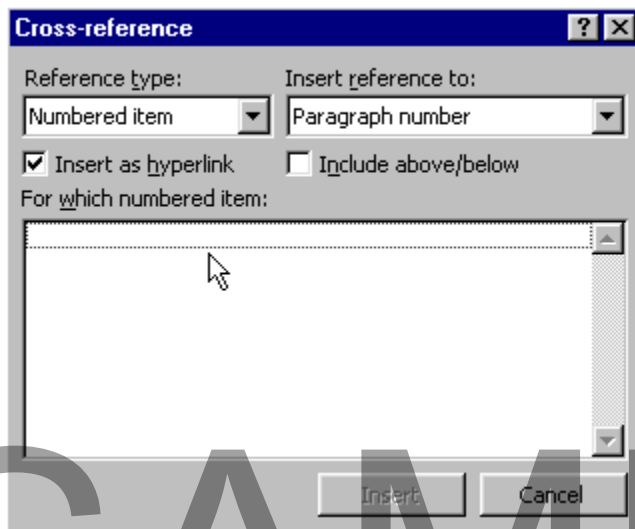 Cross-reference
Reference type: Insert reference to:
Numbered item Paragraph number
Insert as hyperlink Include above/below
For which numbered item:
Insert Cancel